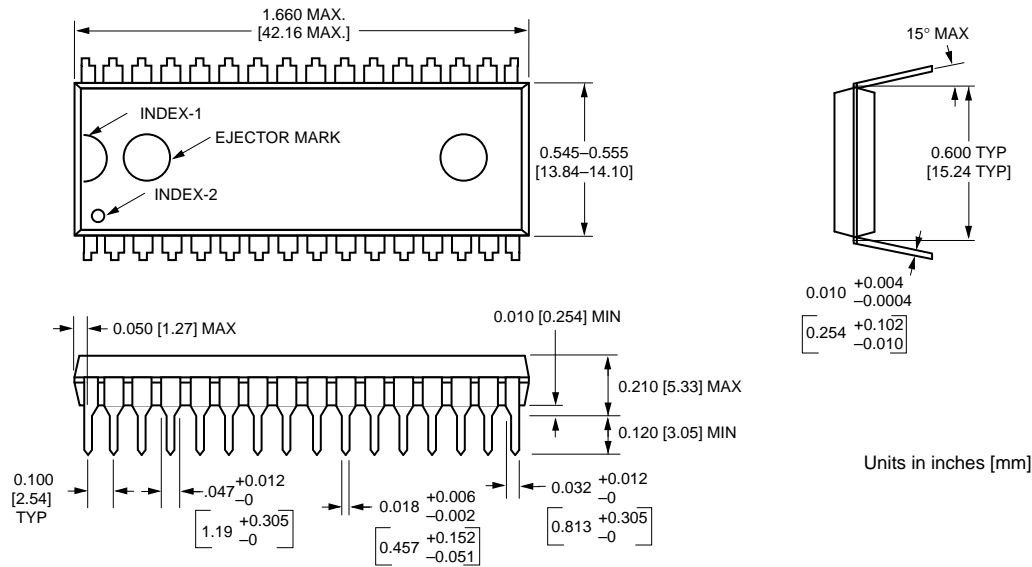 1.660 MAX.
[42.16 MAX.]
15° MAX
INDEX-1
EJECTOR MARK
INDEX-2
0.545–0.555
[13.84–14.10]
0.600 TYP
[15.24 TYP]
0.010 +0.004
–0.0004
0.254 +0.102
–0.010
0.050 [1.27] MAX
0.010 [0.254] MIN
0.210 [5.33] MAX
0.120 [3.05] MIN
Units in inches [mm]
0.100
[2.54]
TYP
.047 +0.012
–0
1.19 +0.305
–0
0.018 +0.006
–0.002
0.457 +0.152
–0.051
0.032 +0.012
–0
0.813 +0.305
–0